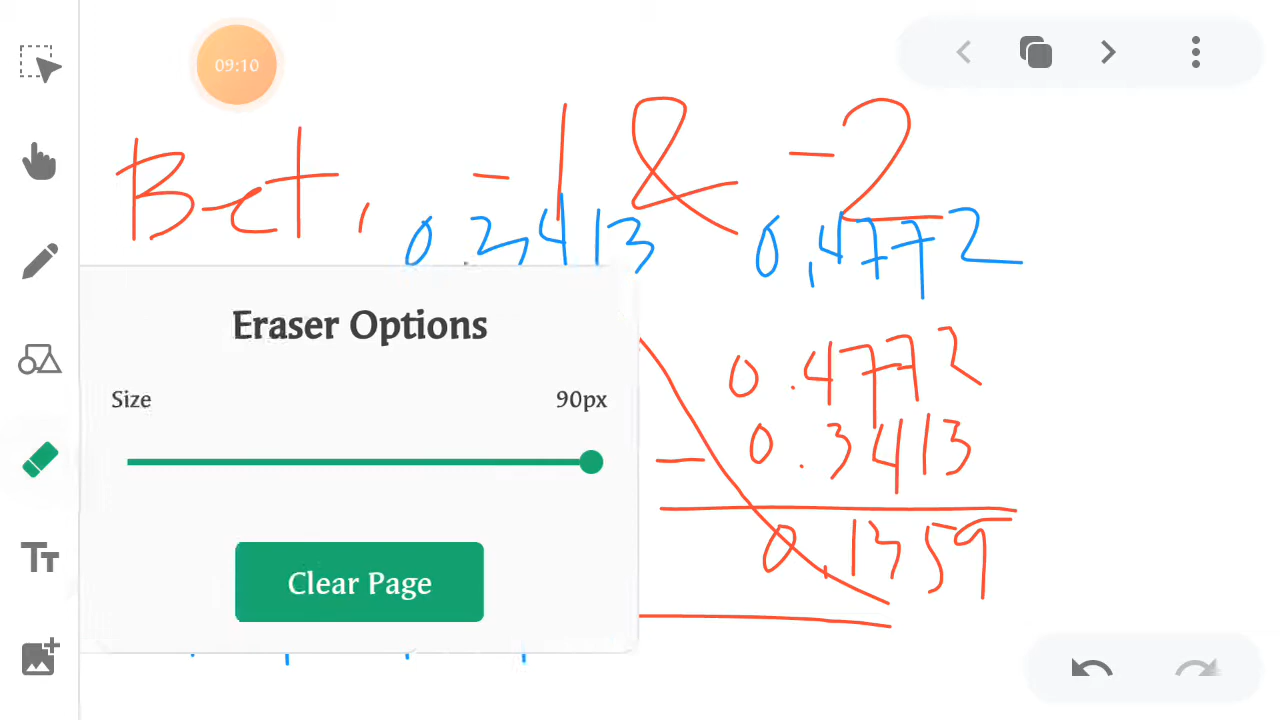 09:10
Bet, -1 & -2
0.3413 0.4772
Eraser Options
Size 90px
Clear Page
0.4772
- 0.3413
0.1359
Tт